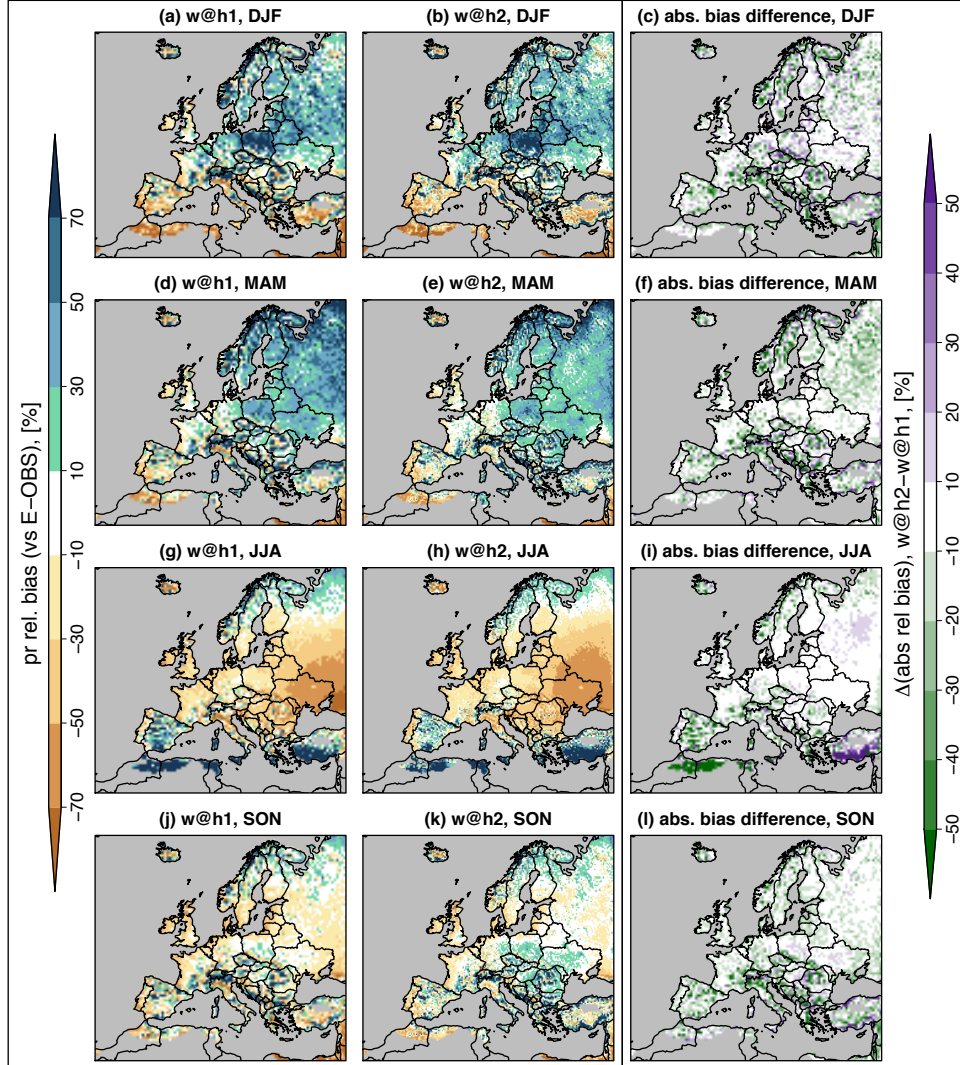 (a) w@h1, DJF
(b) w@h2, DJF
(c) abs. bias difference, DJF
(d) w@h1, MAM
(e) w@h2, MAM
(f) abs. bias difference, MAM
(g) w@h1, JJA
(h) w@h2, JJA
(i) abs. bias difference, JJA
(j) w@h1, SON
(k) w@h2, SON
(l) abs. bias difference, SON
pr rel. bias (vs E−OBS), [%]
70
50
30
10
−10
−30
−50
−70
Δ(abs rel bias), w@h2−w@h1, [%]
50
40
30
20
10
−10
−20
−30
−40
−50